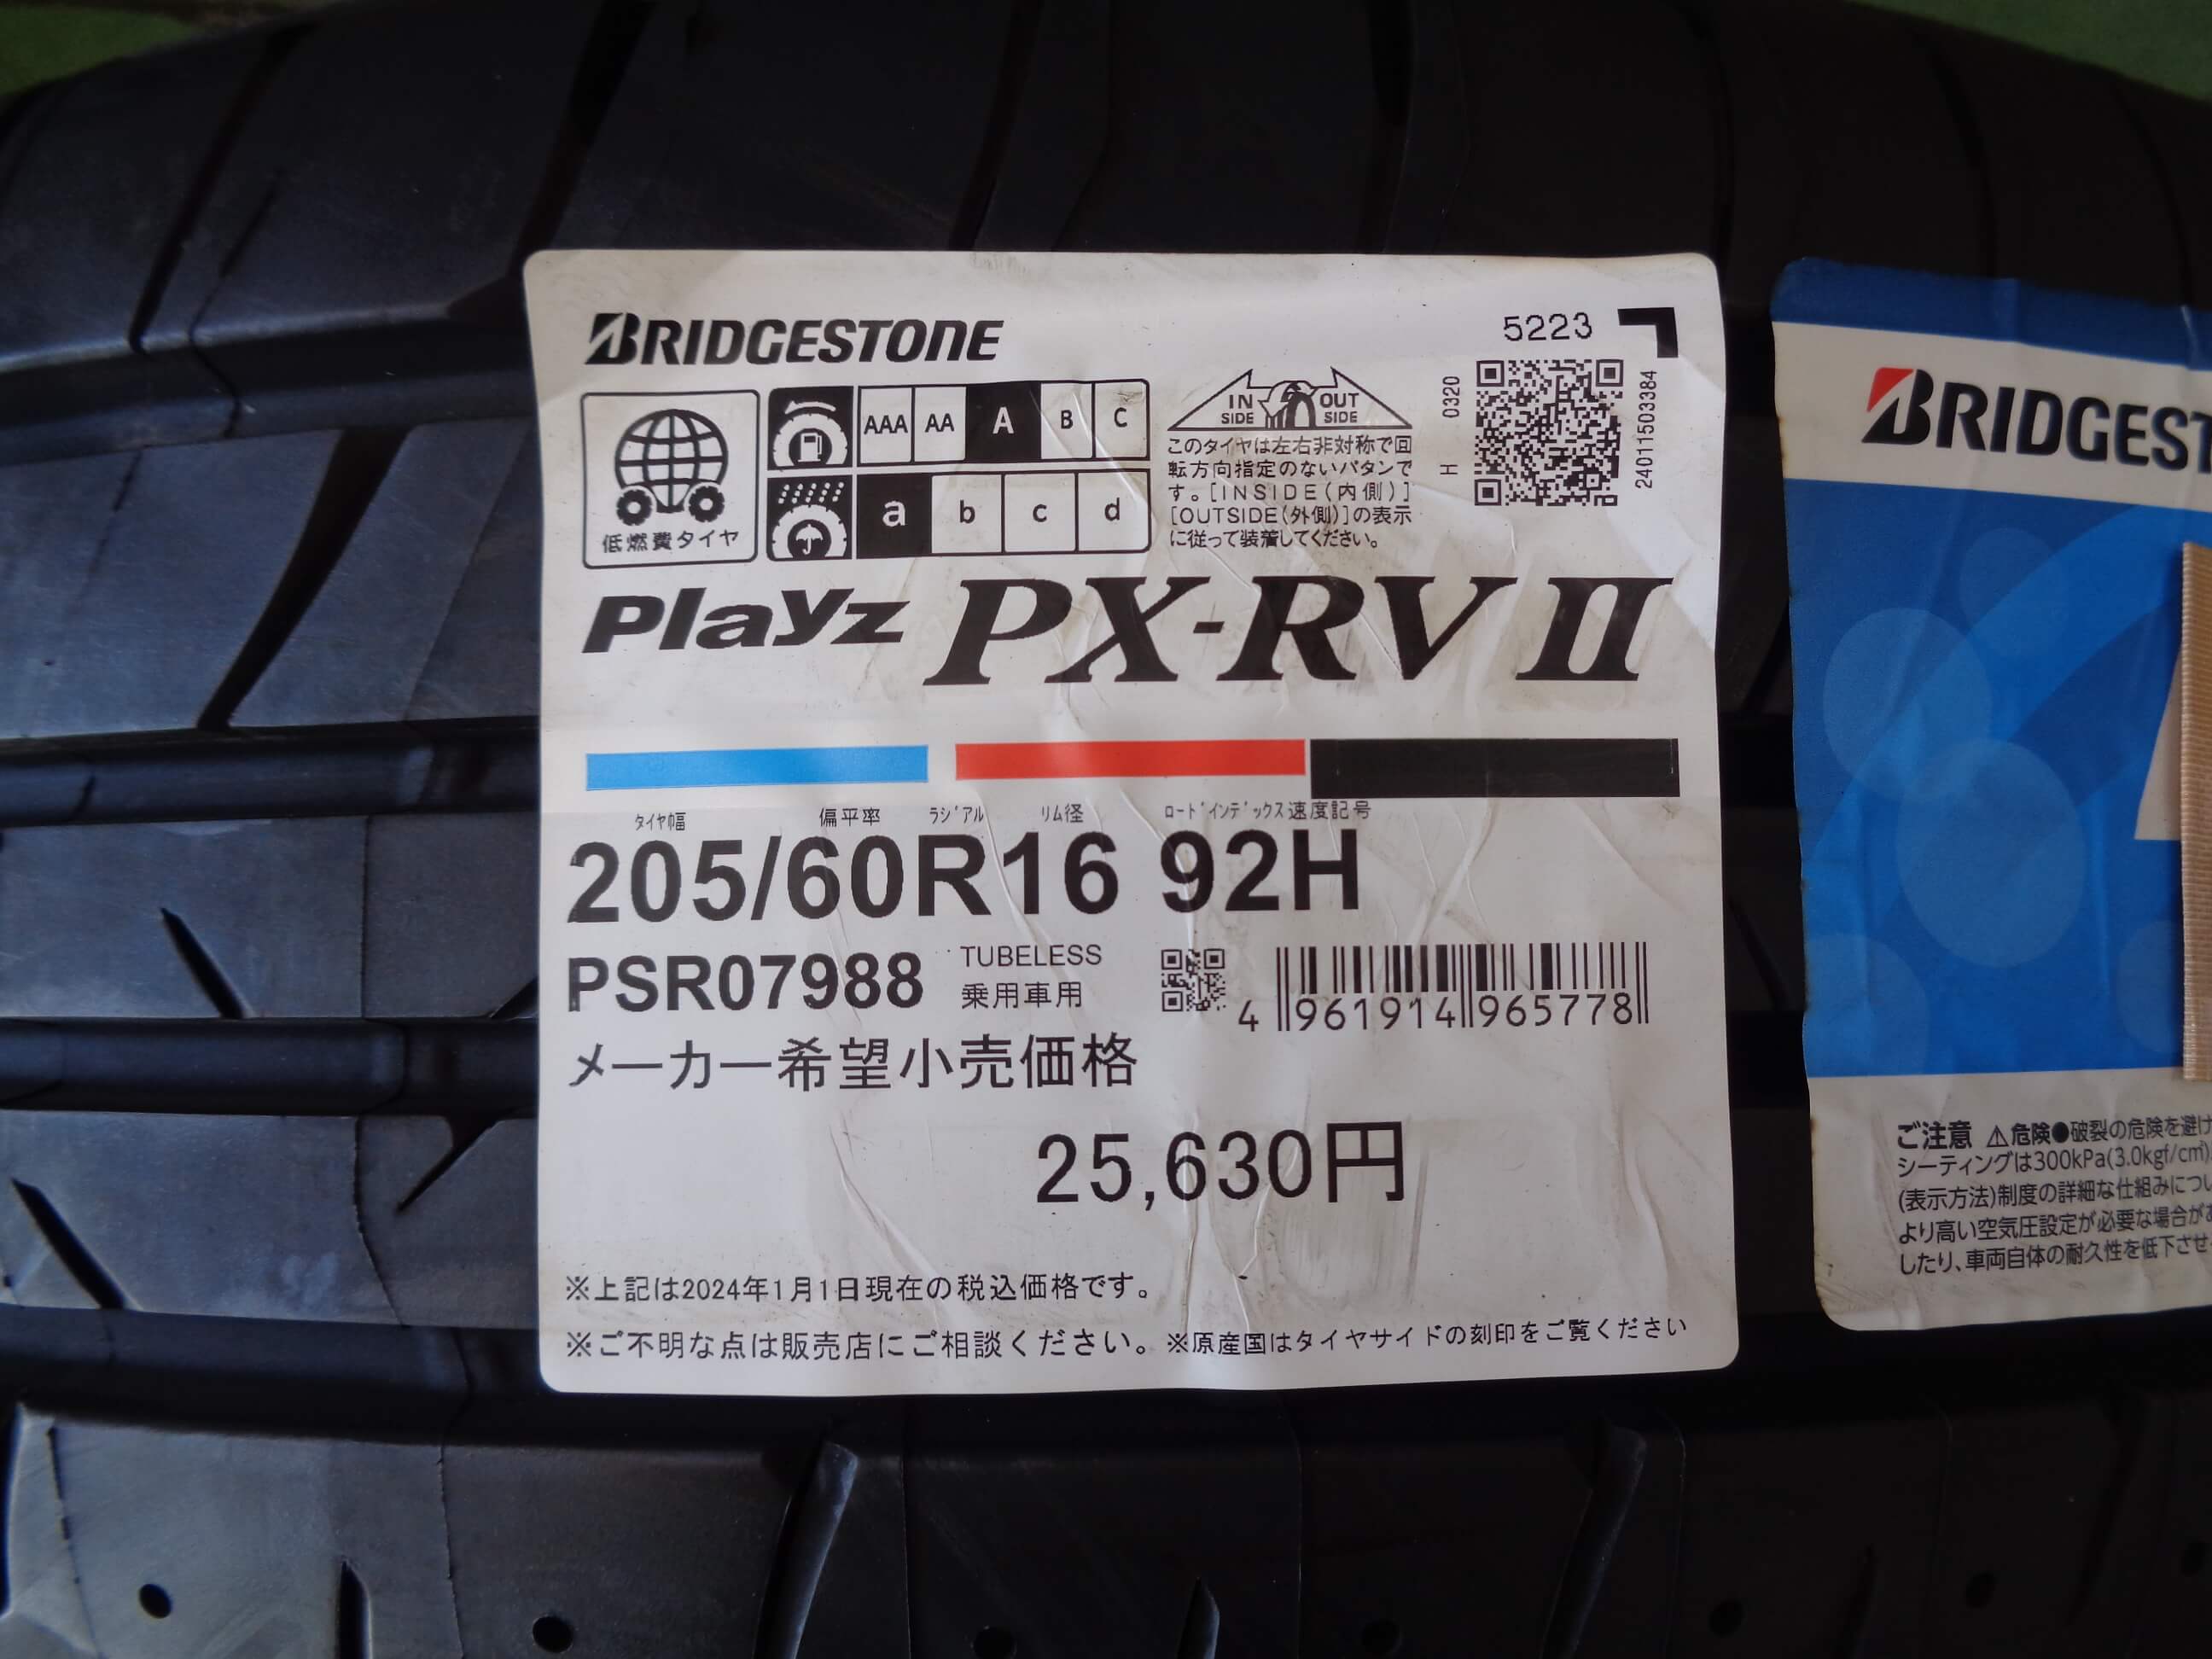 BRIDGESTONE
5223
H 0320
24011503384
低燃費タイヤ
AAA AA A B C
a b c d
IN SIDE OUT SIDE
このタイヤは左右非対称で回
転方向指定のないパタンで
す。[INSIDE(内側)]
[OUTSIDE(外側)]の表示
に従って装着してください。
Playz PX-RV II
タイヤ幅 偏平率 ラジアル リム径 ロードインデックス 速度記号
205/60R16 92H
PSR07988
TUBELESS
乗用車用
4 961914 965778
メーカー希望小売価格
25,630円
※上記は2024年1月1日現在の税込価格です。
※ご不明な点は販売店にご相談ください。 ※原産国はタイヤサイドの刻印をご覧ください
BRIDGEST
ご注意 ⚠危険●破裂の危険を避け
シーティングは300kPa(3.0kgf/cm²)
(表示方法)制度の詳細な仕組みについ
より高い空気圧設定が必要な場合が
したり、車両自体の耐久性を低下させ